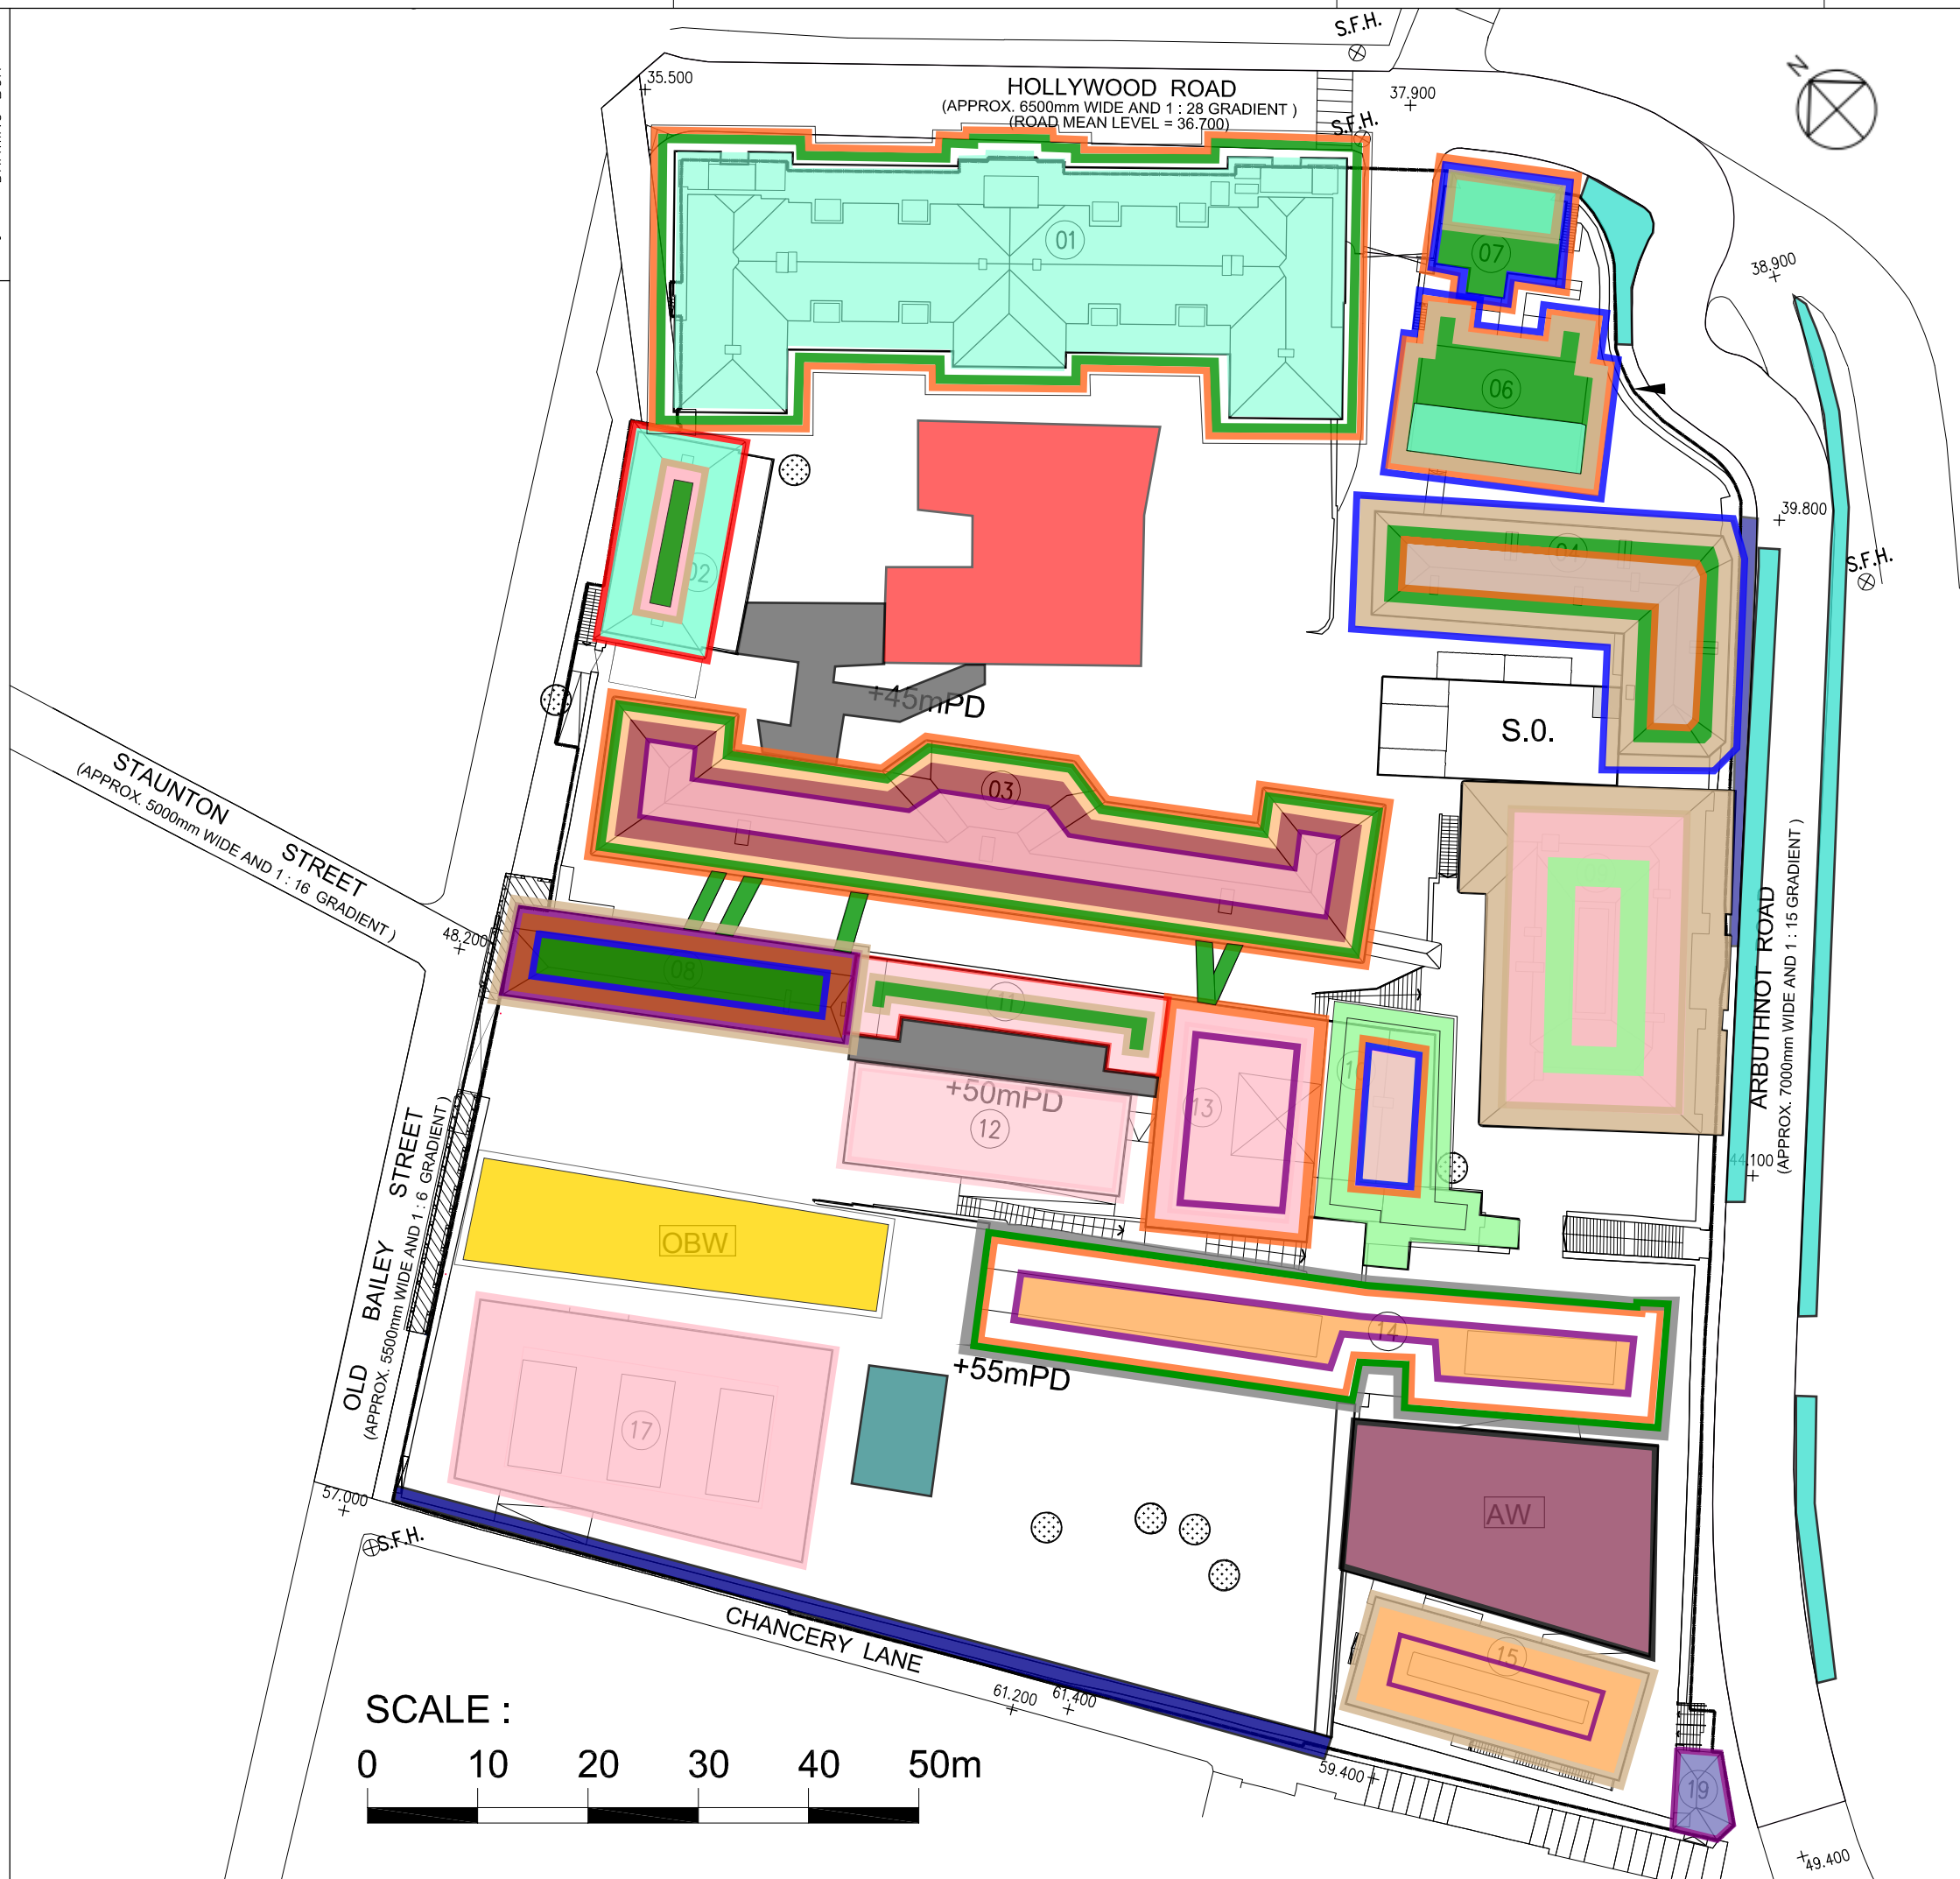 S.F.H.
35.500
HOLLYWOOD ROAD
(APPROX. 6500mm WIDE AND 1 : 28 GRADIENT )
(ROAD MEAN LEVEL = 36.700)
37.900
N
S.F.H.
01
07
38.900
06
39.800
04
S.F.H.
02
+45mPD
S.O.
03
STAUNTON STREET
(APPROX. 5000mm WIDE AND 1 : 16 GRADIENT )
48.200
08
11
ARBUTHNOT ROAD
(APPROX. 7000mm WIDE AND 1 : 15 GRADIENT )
+50mPD
13
12
44.100
OLD BAILEY STREET
(APPROX. 5500mm WIDE AND 1 : 6 GRADIENT )
OBW
14
+55mPD
17
57.000
S.F.H.
AW
CHANCERY LANE
15
61.200
61.400
59.400
19
49.400
SCALE :
0 10 20 30 40 50m